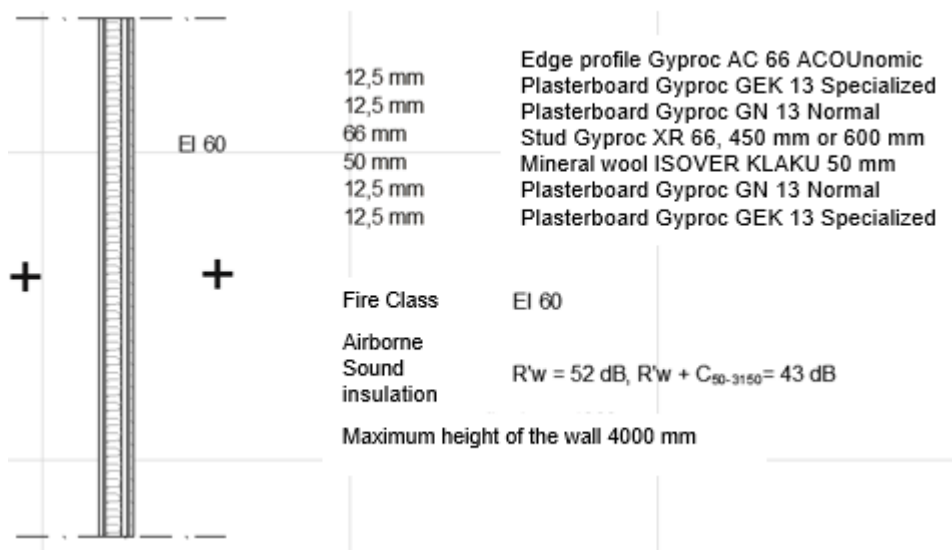 Edge profile Gyproc AC 66 ACOUnomic
12,5 mm Plasterboard Gyproc GEK 13 Specialized
12,5 mm Plasterboard Gyproc GN 13 Normal
66 mm Stud Gyproc XR 66, 450 mm or 600 mm
50 mm Mineral wool ISOVER KLAKU 50 mm
12,5 mm Plasterboard Gyproc GN 13 Normal
12,5 mm Plasterboard Gyproc GEK 13 Specialized
EI 60
Fire Class EI 60
Airborne
Sound
insulation
R'w = 52 dB, R'w + C₅₀₋₃₁₅₀= 43 dB
Maximum height of the wall 4000 mm